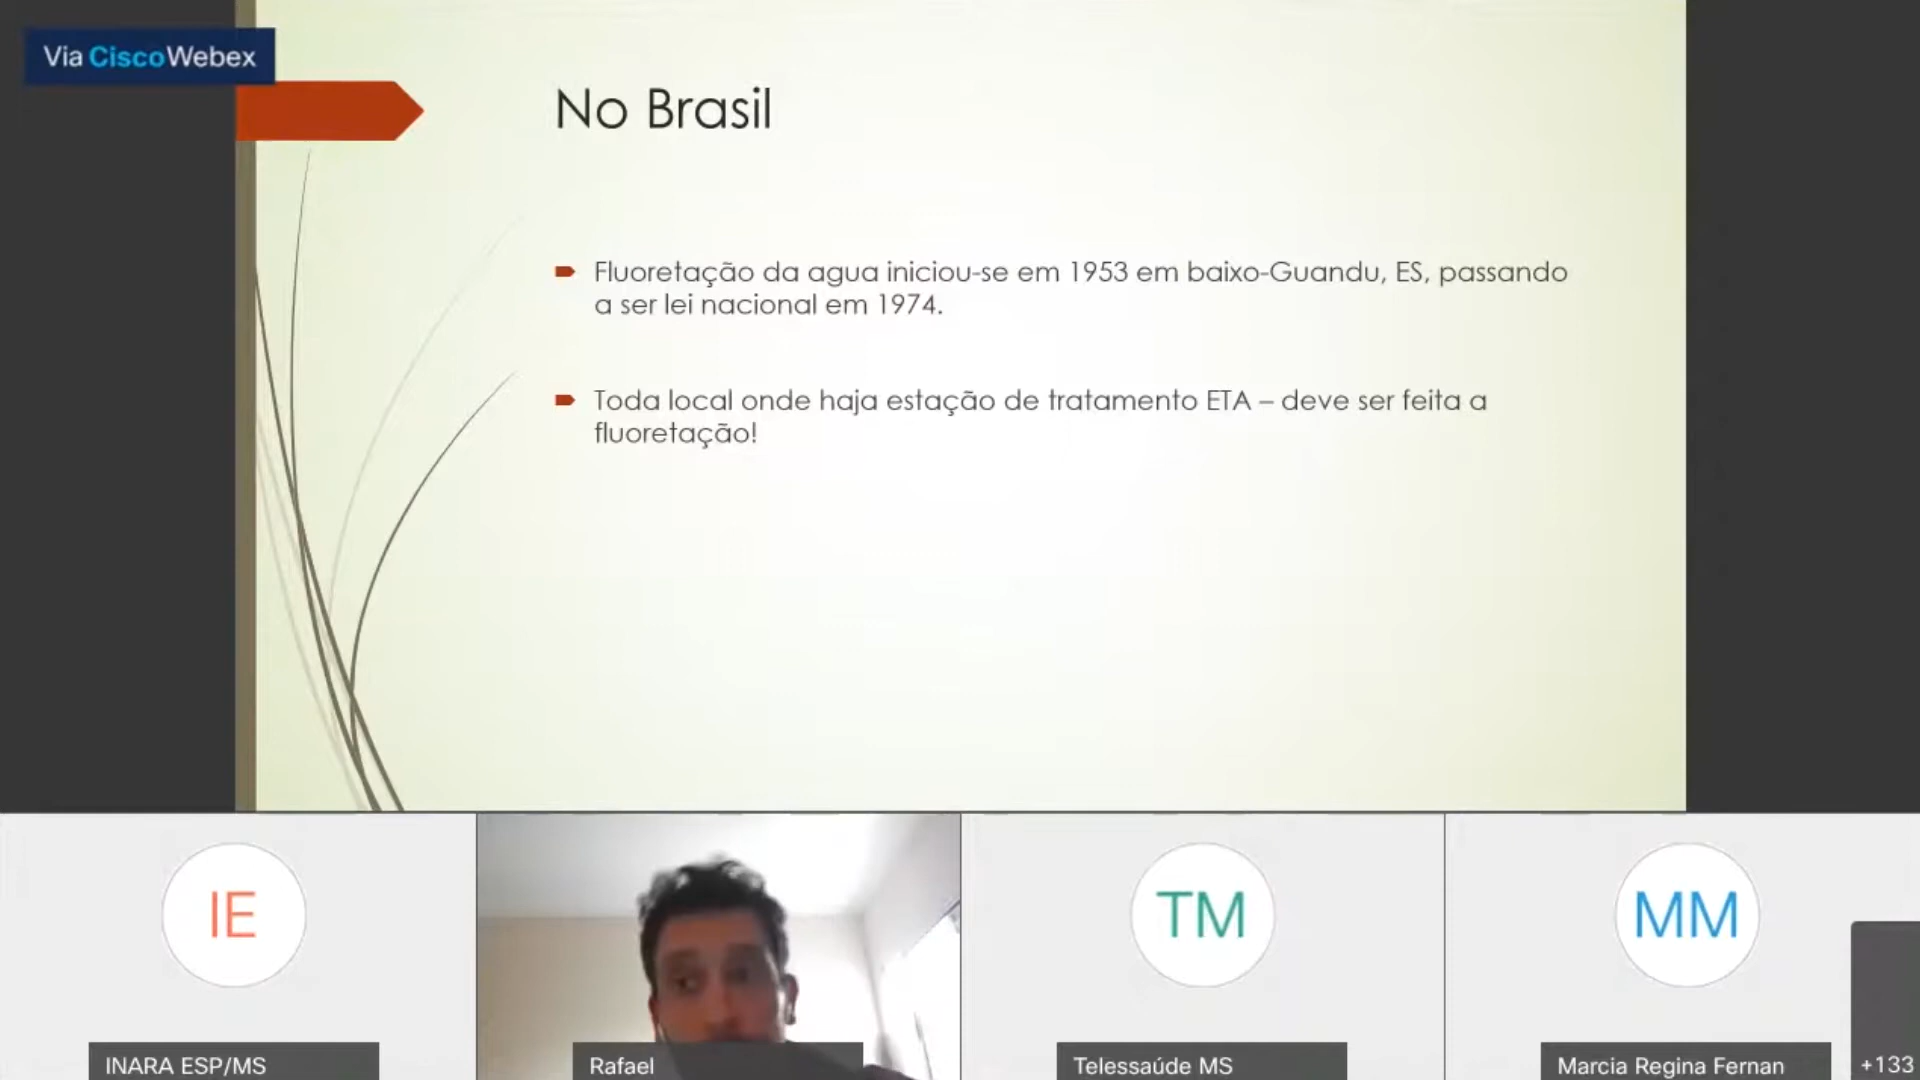 Via CiscoWebex
No Brasil
Fluoretação da agua iniciou-se em 1953 em baixo-Guandu, ES, passando
a ser lei nacional em 1974.
Toda local onde haja estação de tratamento ETA – deve ser feita a
fluoretação!
IE
TM
MM
INARA ESP/MS
Rafael
Telessaúde MS
Marcia Regina Fernan
+133